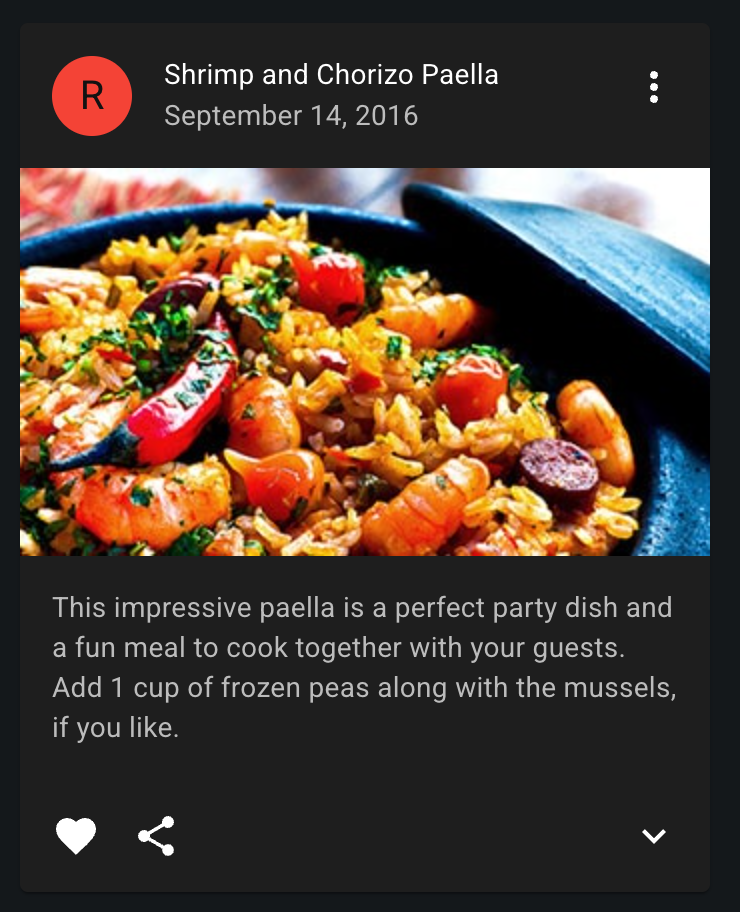 R
Shrimp and Chorizo Paella
September 14, 2016
This impressive paella is a perfect party dish and
a fun meal to cook together with your guests.
Add 1 cup of frozen peas along with the mussels,
if you like.